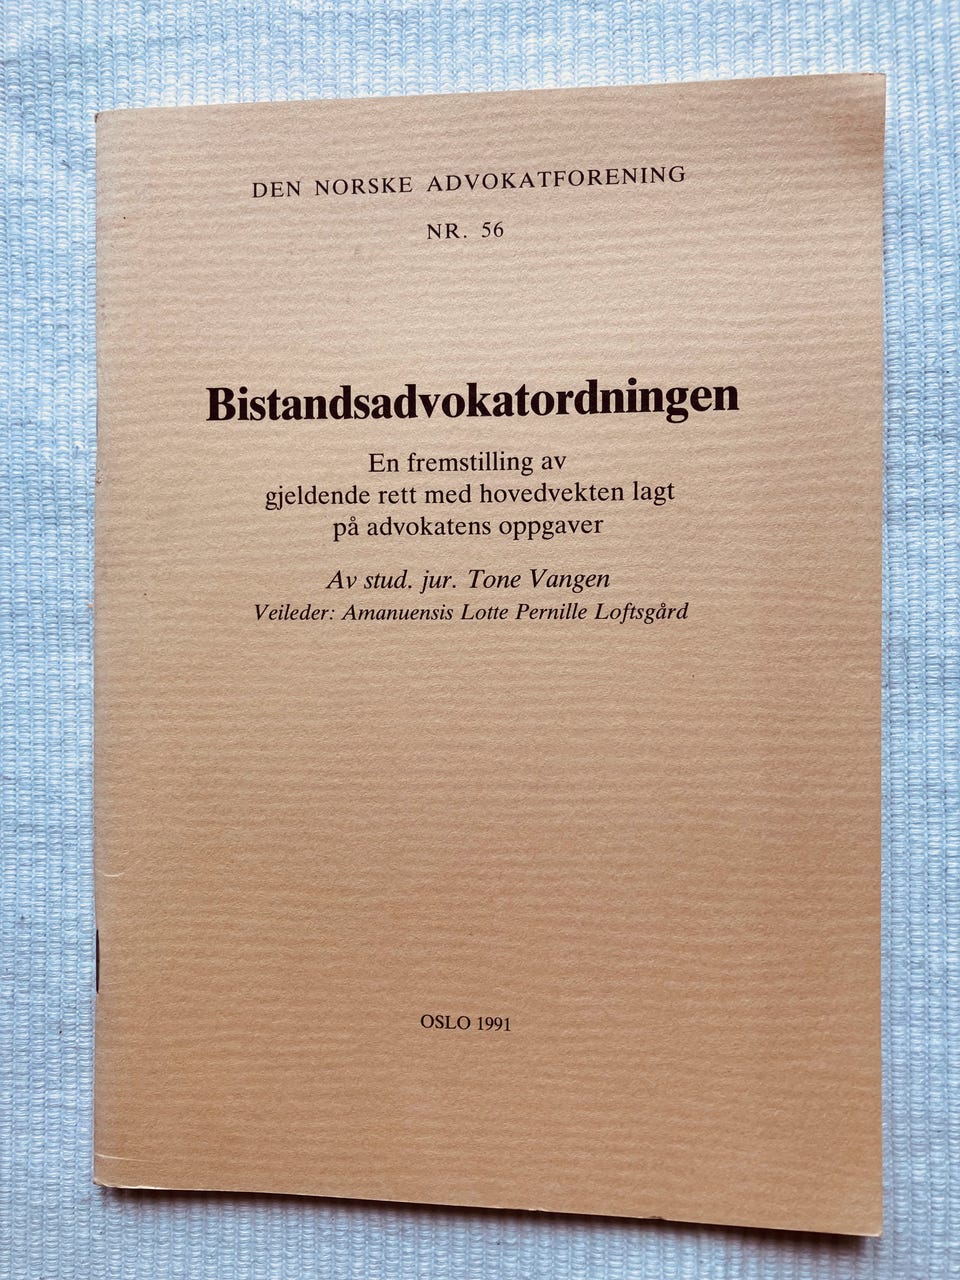 DEN NORSKE ADVOKATFORENING
NR. 56
Bistandsadvokatordningen
En fremstilling av
gjeldende rett med hovedvekten lagt
på advokatens oppgaver
Av stud. jur. Tone Vangen
Veileder: Amanuensis Lotte Pernille Loftsgård
OSLO 1991